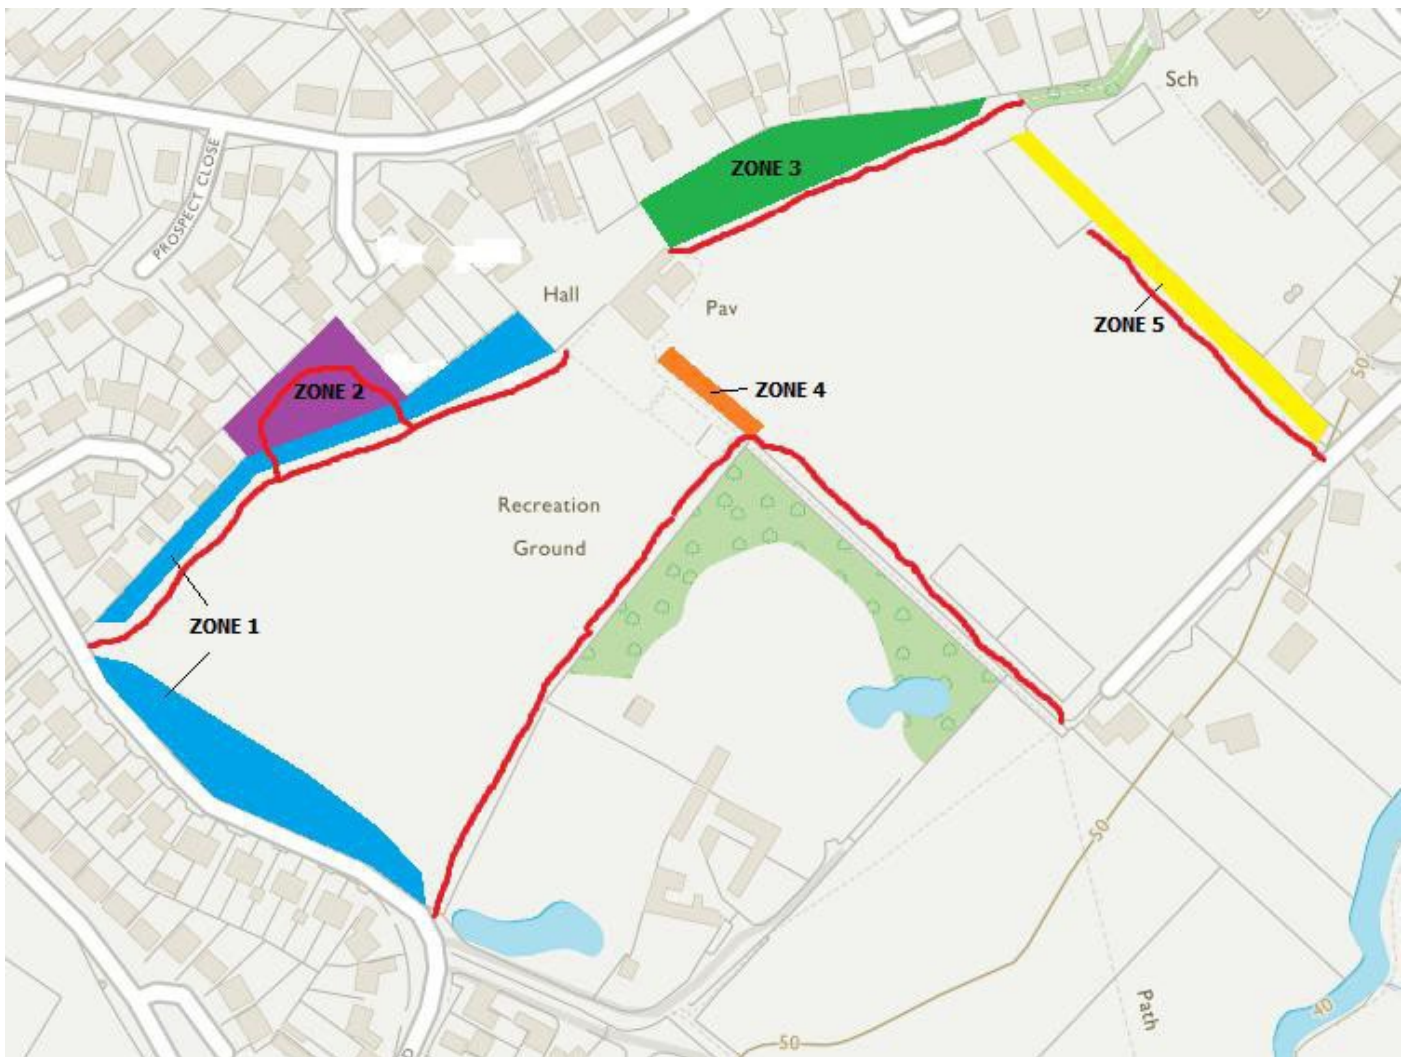 Sch
ZONE 3
PROSPECT CLOSE
Hall
Pav
ZONE 5
50
ZONE 2
ZONE 4
Recreation
Ground
ZONE 1
50
Path
40
50